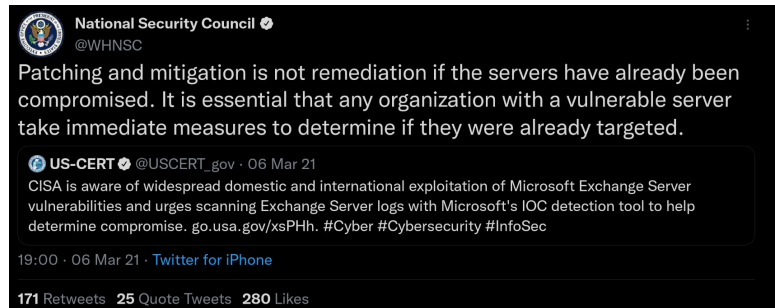 National Security Council
@WHNSC
Patching and mitigation is not remediation if the servers have already been
compromised. It is essential that any organization with a vulnerable server
take immediate measures to determine if they were already targeted.
US-CERT @USCERT_gov · 06 Mar 21
CISA is aware of widespread domestic and international exploitation of Microsoft Exchange Server
vulnerabilities and urges scanning Exchange Server logs with Microsoft's IOC detection tool to help
determine compromise. go.usa.gov/xsPHh. #Cyber #Cybersecurity #InfoSec
19:00 · 06 Mar 21 · Twitter for iPhone
171 Retweets 25 Quote Tweets 280 Likes